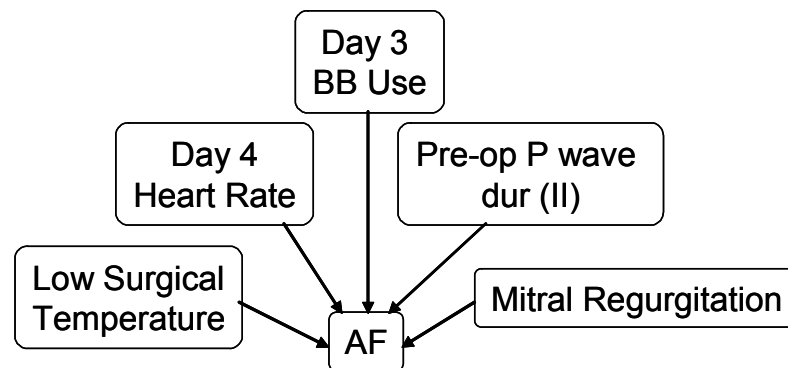 Day 3
BB Use
Day 4
Heart Rate
Pre-op P wave
dur (II)
Low Surgical
Temperature
Mitral Regurgitation
AF